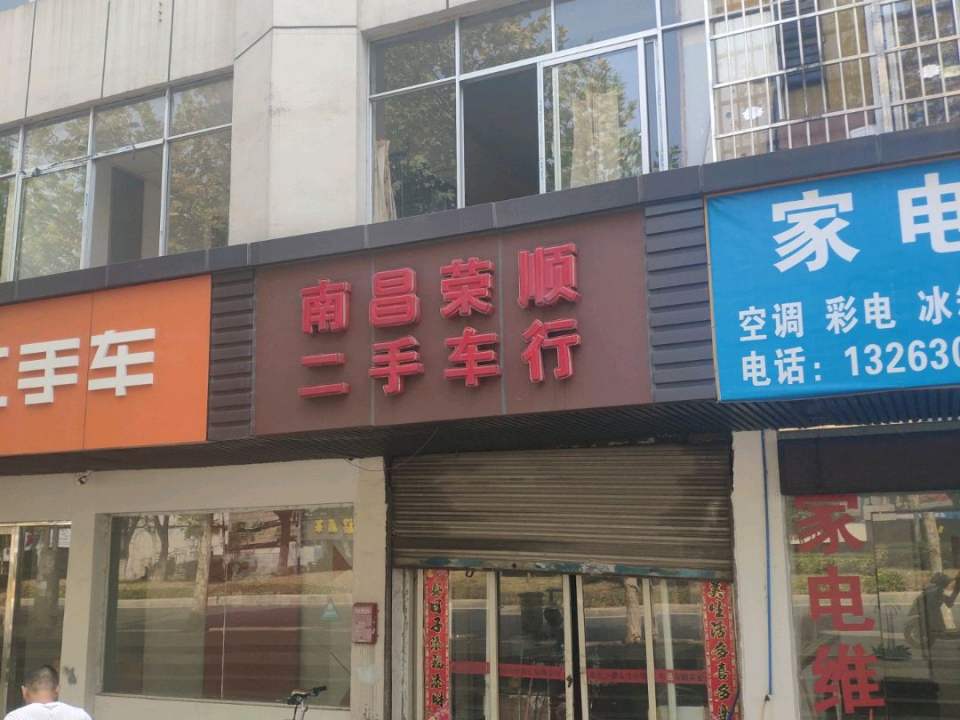 二手车
南昌荣顺
二手车行
家电
空调 彩电 冰
电话：13263
家电维